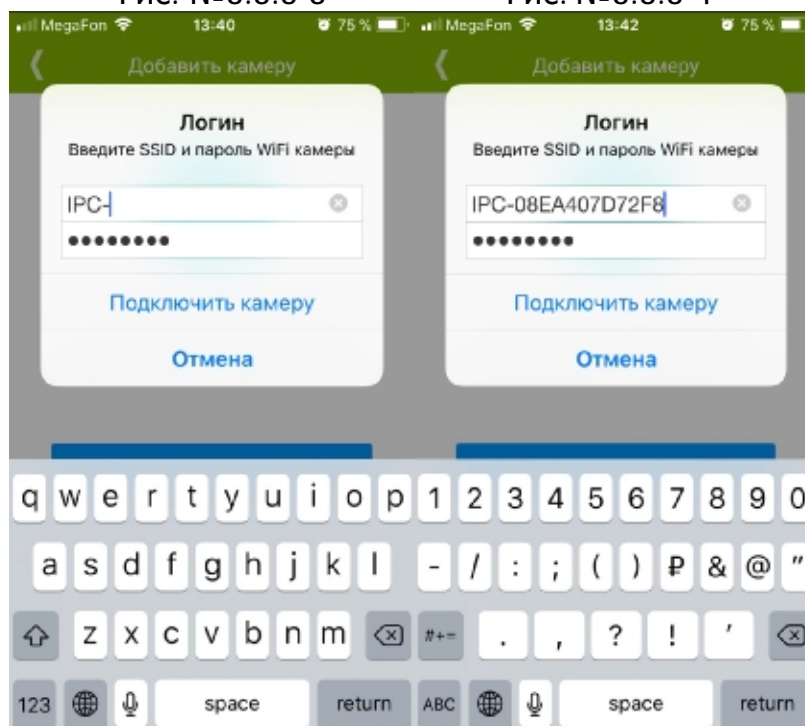 MegaFon 13:40 75 %
Добавить камеру
Логин
Введите SSID и пароль WiFi камеры
IPC-
••••••••
Подключить камеру
Отмена
q w e r t y u i o p
a s d f g h j k l
z x c v b n m
123 space return
MegaFon 13:42 75 %
Добавить камеру
Логин
Введите SSID и пароль WiFi камеры
IPC-08EA407D72F8
••••••••
Подключить камеру
Отмена
1 2 3 4 5 6 7 8 9 0
- / : ; ( ) ₽ & @ "
#+= . , ? ! '
ABC space return